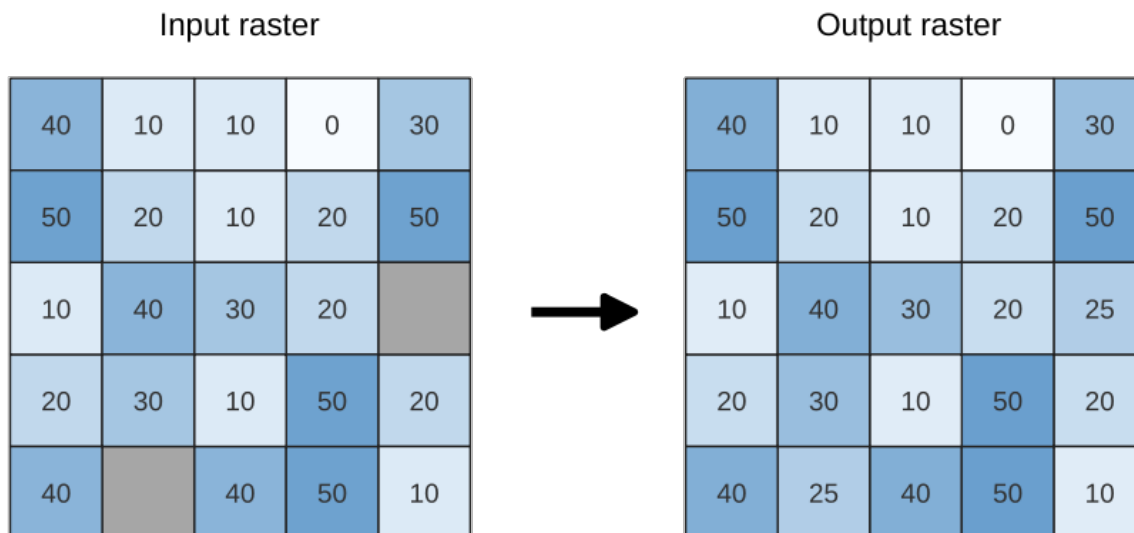 Input raster
Output raster
40 10 10 0 30
50 20 10 20 50
10 40 30 20
20 30 10 50 20
40 40 50 10
40 10 10 0 30
50 20 10 20 50
10 40 30 20 25
20 30 10 50 20
40 25 40 50 10